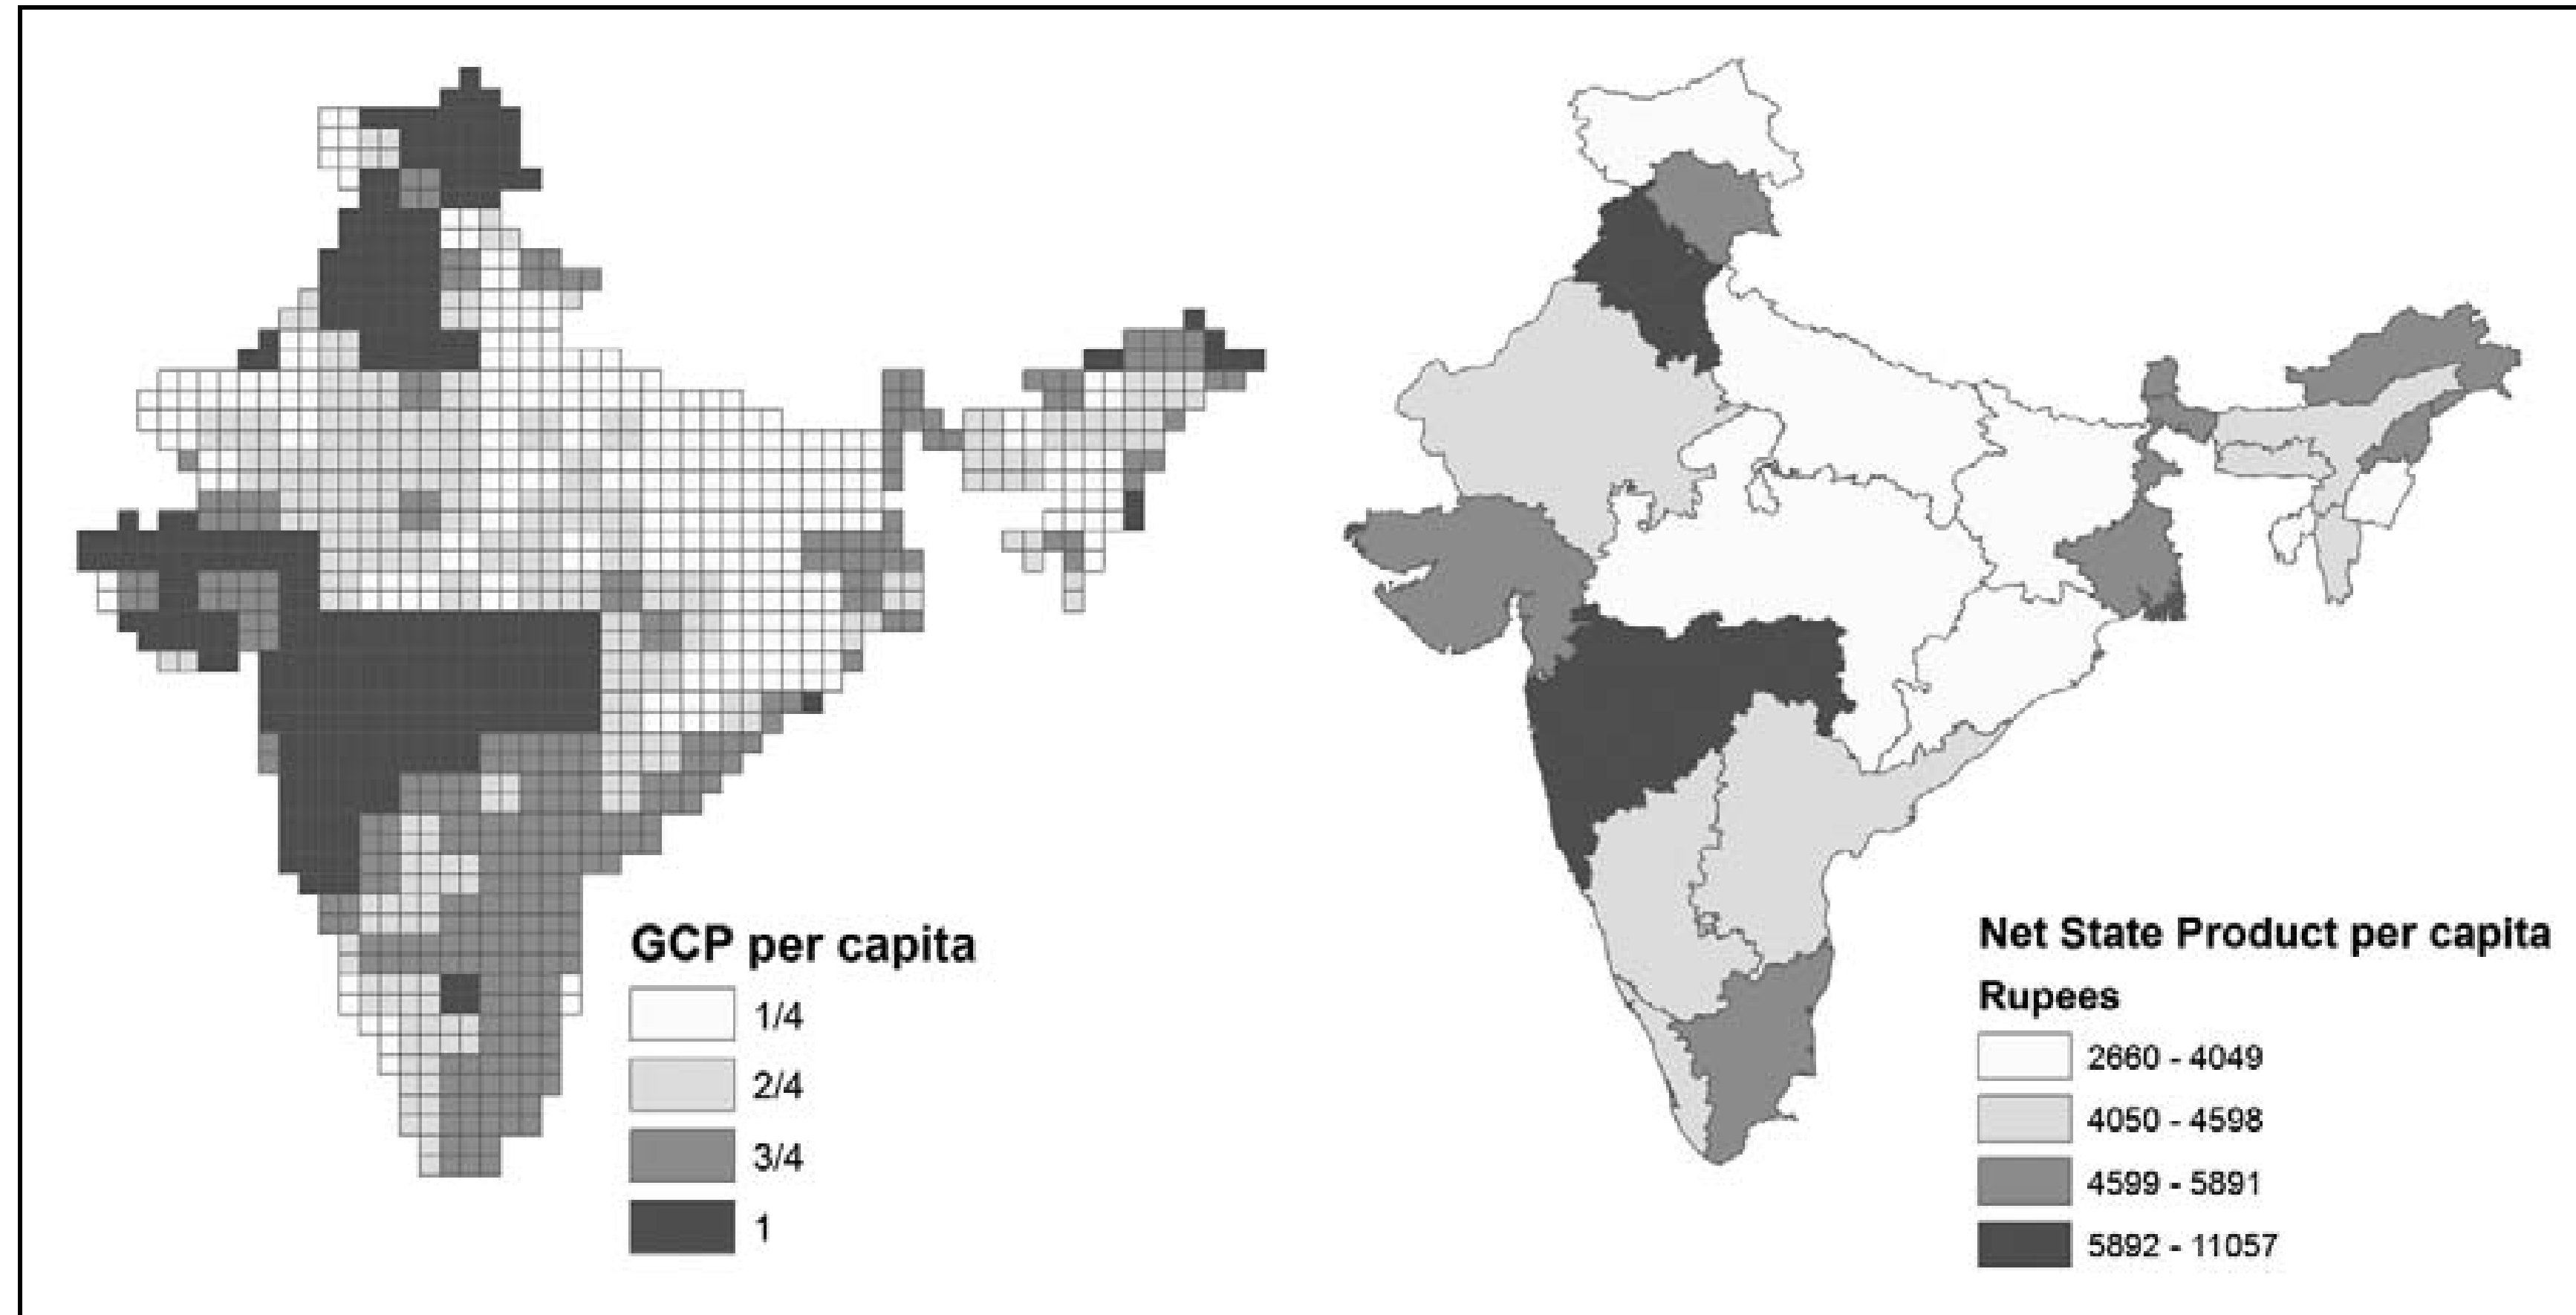 GCP per capita
1/4
2/4
3/4
1
Net State Product per capita
Rupees
2660 - 4049
4050 - 4598
4599 - 5891
5892 - 11057